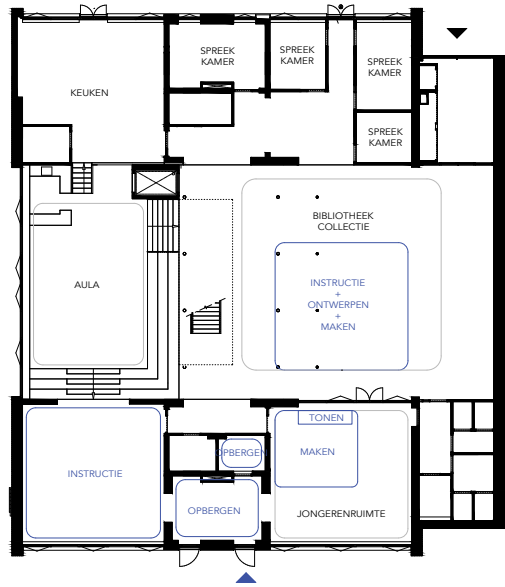 SPREEK
KAMER
SPREEK
KAMER
SPREEK
KAMER
KEUKEN
SPREEK
KAMER
BIBLIOTHEEK
COLLECTIE
AULA
INSTRUCTIE
+
ONTWERPEN
+
MAKEN
TONEN
OPBERGEN
MAKEN
INSTRUCTIE
OPBERGEN
JONGERENRUIMTE